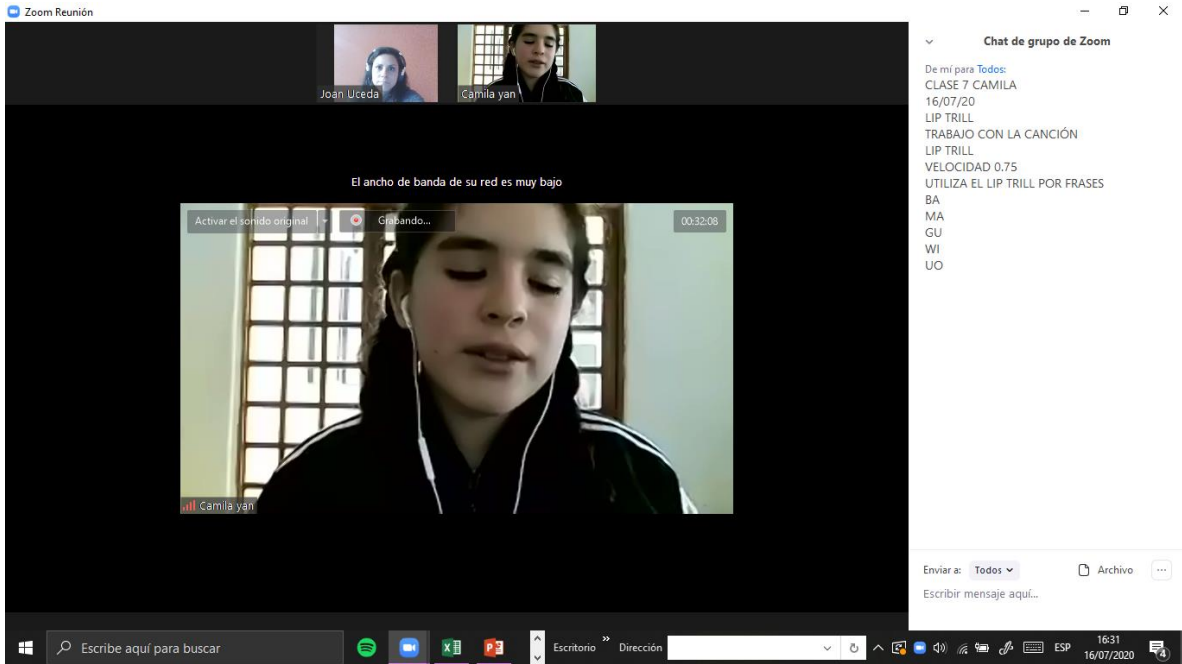 Zoom Reunión
Joan Uceda
Camila yan
El ancho de banda de su red es muy bajo
Activar el sonido original
Grabando...
00:32:08
Camila yan
Chat de grupo de Zoom
De mí para Todos:
CLASE 7 CAMILA
16/07/20
LIP TRILL
TRABAJO CON LA CANCIÓN
LIP TRILL
VELOCIDAD 0.75
UTILIZA EL LIP TRILL POR FRASES
BA
MA
GU
WI
UO
Enviar a: Todos
Archivo
Escribir mensaje aquí...
Escribe aquí para buscar
Escritorio
Dirección
ESP
16:31
16/07/2020
4